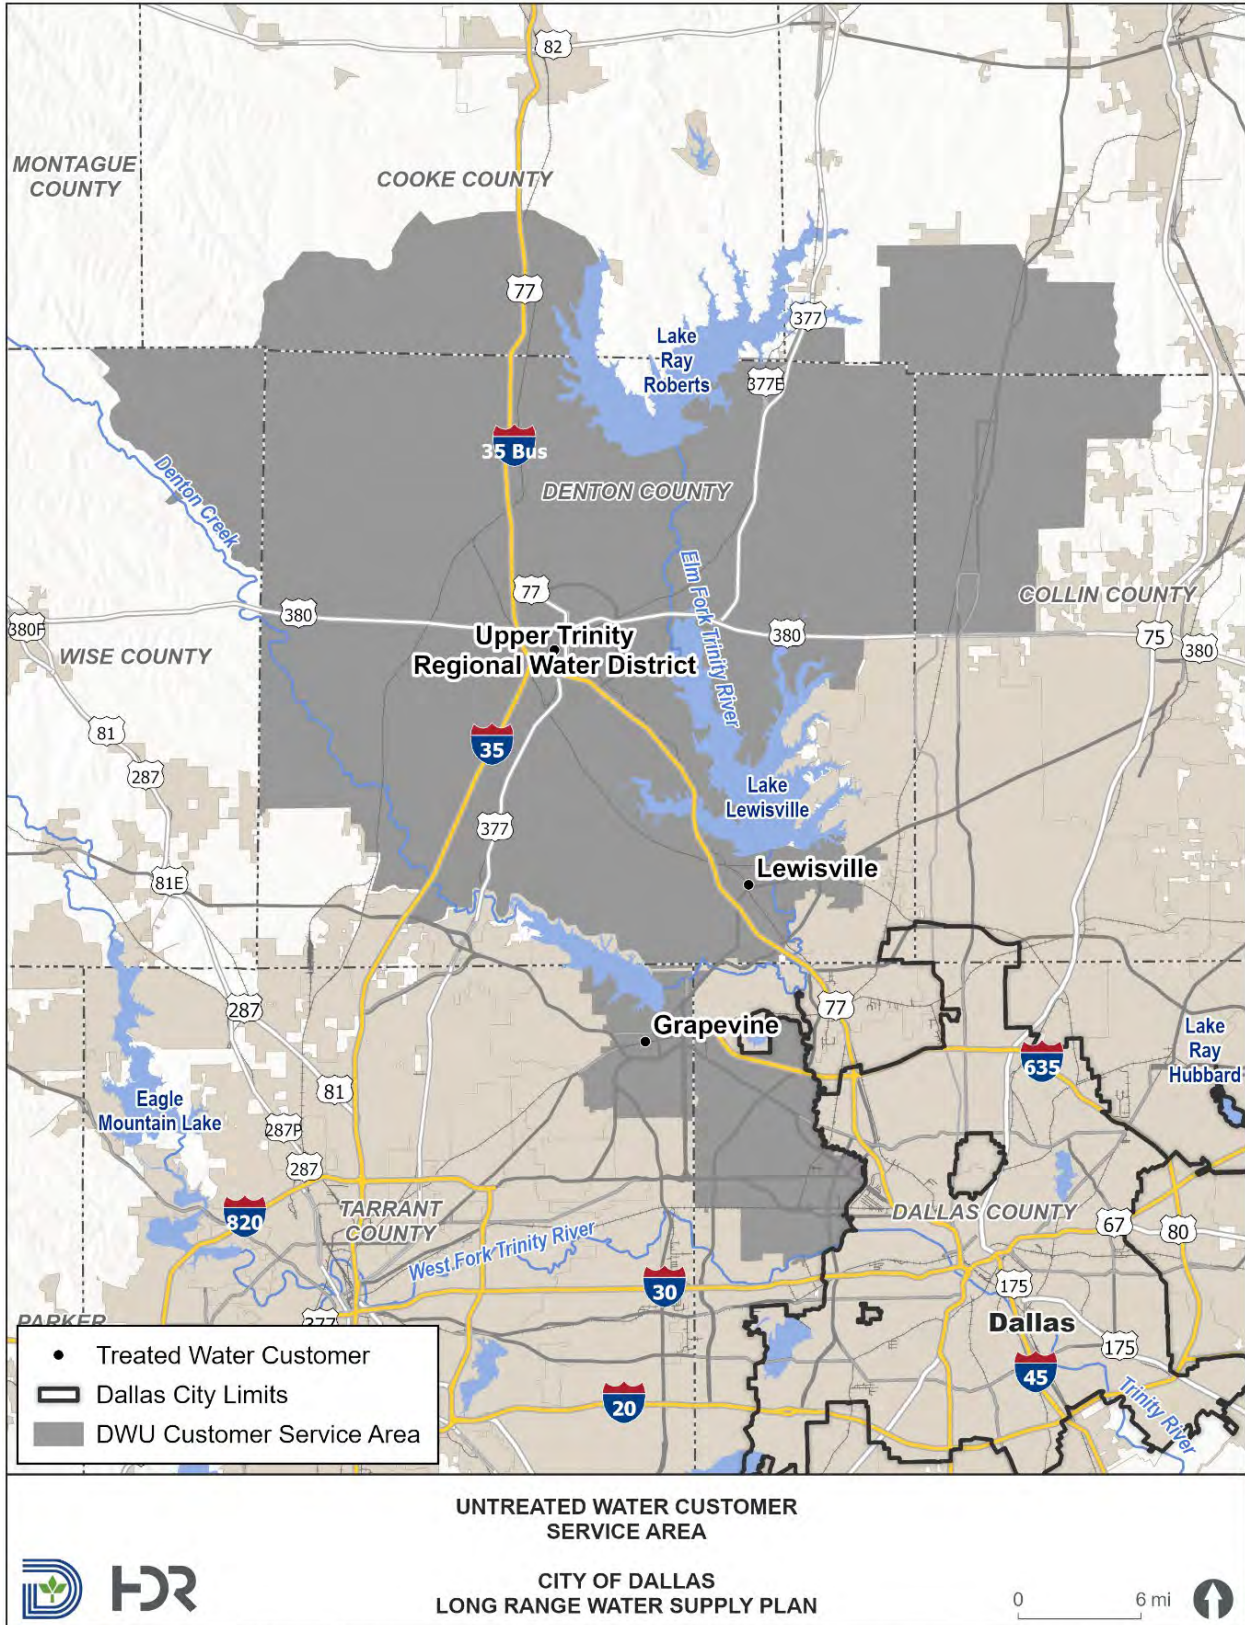 82
MONTAGUE
COUNTY
COOKE COUNTY
77
377
Lake
Ray
Roberts
377E
35 Bus
Denton Creek
DENTON COUNTY
Elm Fork Trinity River
77
380
380
COLLIN COUNTY
380F
75
380
WISE COUNTY
Upper Trinity
Regional Water District
81
35
287
Lake
Lewisville
377
81E
Lewisville
287
77
Grapevine
Lake
Ray
Hubbard
635
81
Eagle
Mountain Lake
287P
287
820
TARRANT
COUNTY
DALLAS COUNTY
67
80
West Fork Trinity River
30
175
PARKER
377
Dallas
175
45
20
Trinity River
Treated Water Customer
Dallas City Limits
DWU Customer Service Area
UNTREATED WATER CUSTOMER
SERVICE AREA
CITY OF DALLAS
LONG RANGE WATER SUPPLY PLAN
HDR
0 6 mi